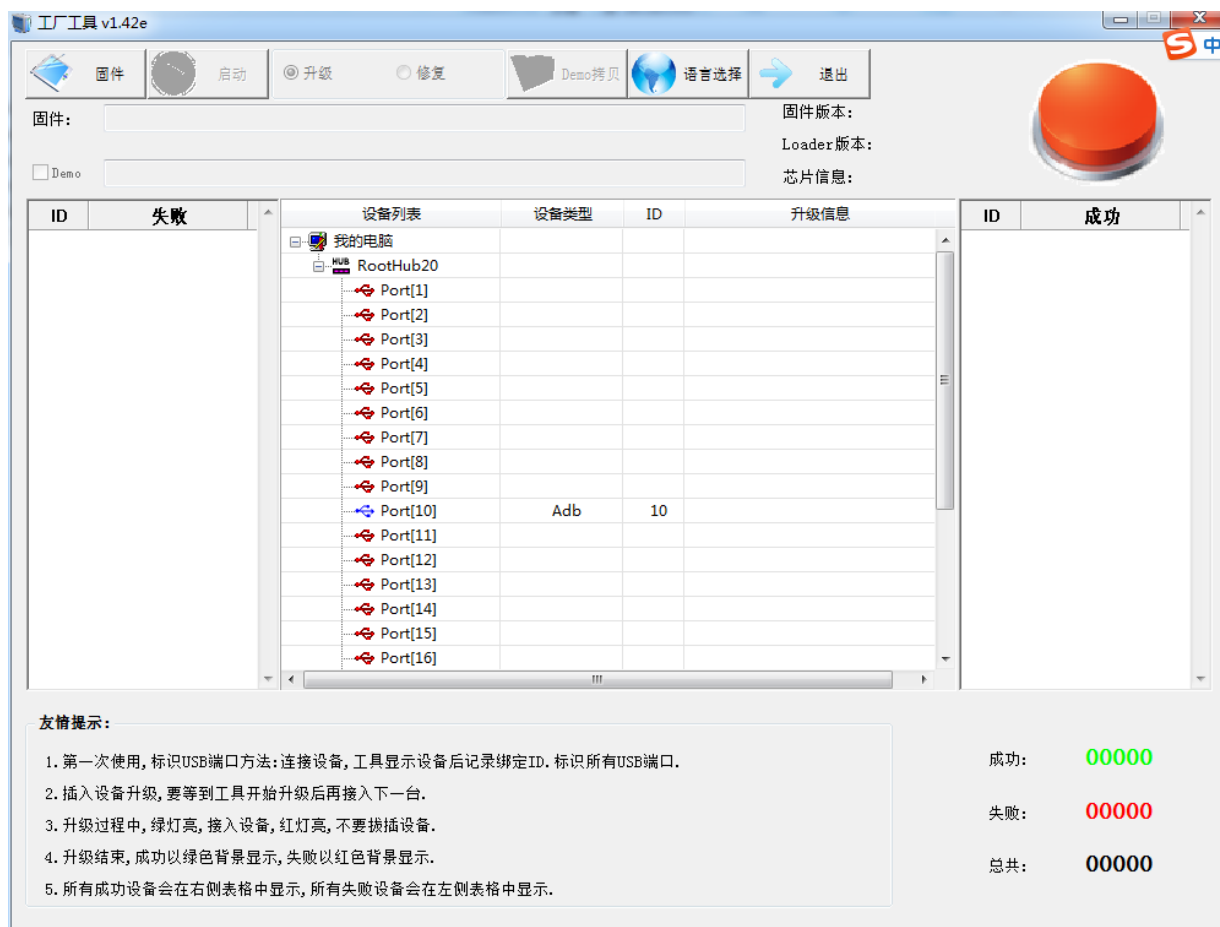 工厂工具 v1.42e
固件 启动 升级 修复 Demo拷贝 语言选择 退出
中
固件: 固件版本:
Loader版本:
Demo 芯片信息:
ID 失败 设备列表 设备类型 ID 升级信息 ID 成功
我的电脑
HUB RootHub20
Port[1]
Port[2]
Port[3]
Port[4]
Port[5]
Port[6]
Port[7]
Port[8]
Port[9]
Port[10] Adb 10
Port[11]
Port[12]
Port[13]
Port[14]
Port[15]
Port[16]
友情提示:
1.第一次使用,标识USB端口方法:连接设备,工具显示设备后记录绑定ID.标识所有USB端口.
2.插入设备升级,要等到工具开始升级后再接入下一台.
3.升级过程中,绿灯亮,接入设备,红灯亮,不要拔插设备.
4.升级结束,成功以绿色背景显示,失败以红色背景显示.
5.所有成功设备会在右侧表格中显示,所有失败设备会在左侧表格中显示.
成功: 00000
失败: 00000
总共: 00000